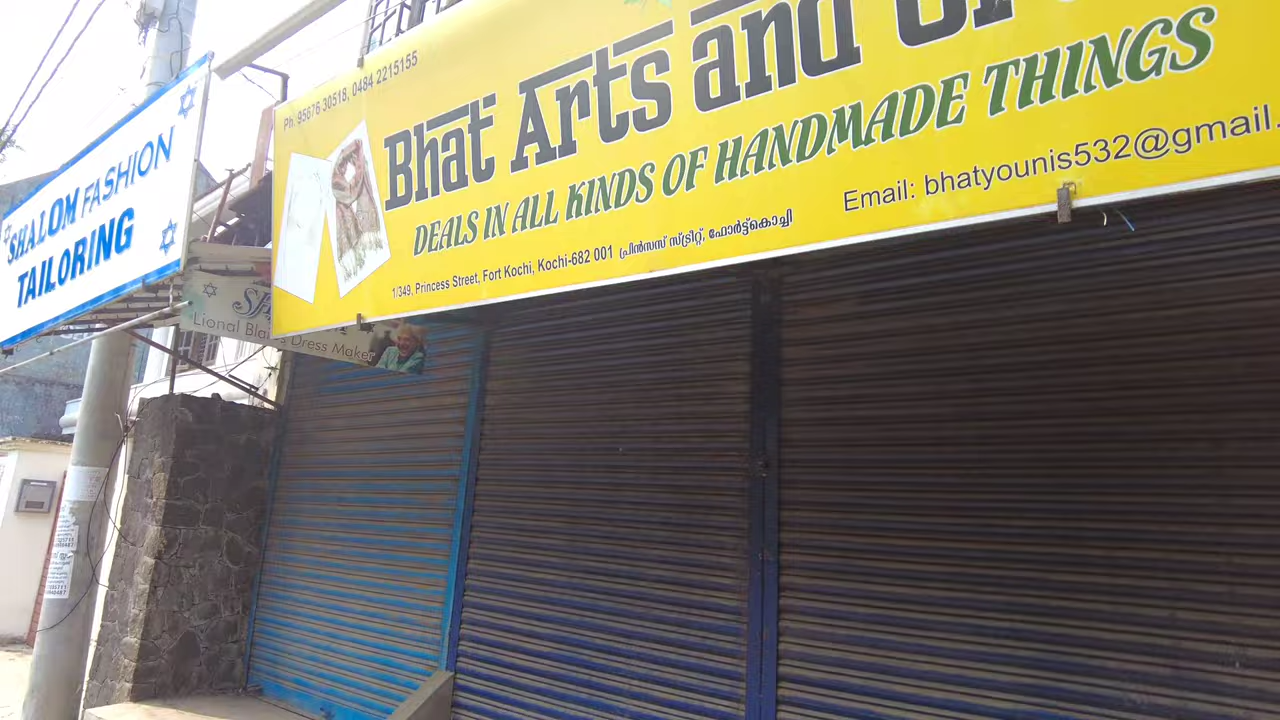 SHALOM FASHION
TAILORING
Ph: 95676 30518, 0484 2215155
Bhat Arts and
DEALS IN ALL KINDS OF HANDMADE THINGS
Email: bhatyounis532@gmail.
1/349, Princess Street, Fort Kochi, Kochi-682 001 പ്രിൻസസ് സ്ട്രിറ്റ്, ഫോർട്ട്കൊച്ചി
Lional Blair's Dress Maker